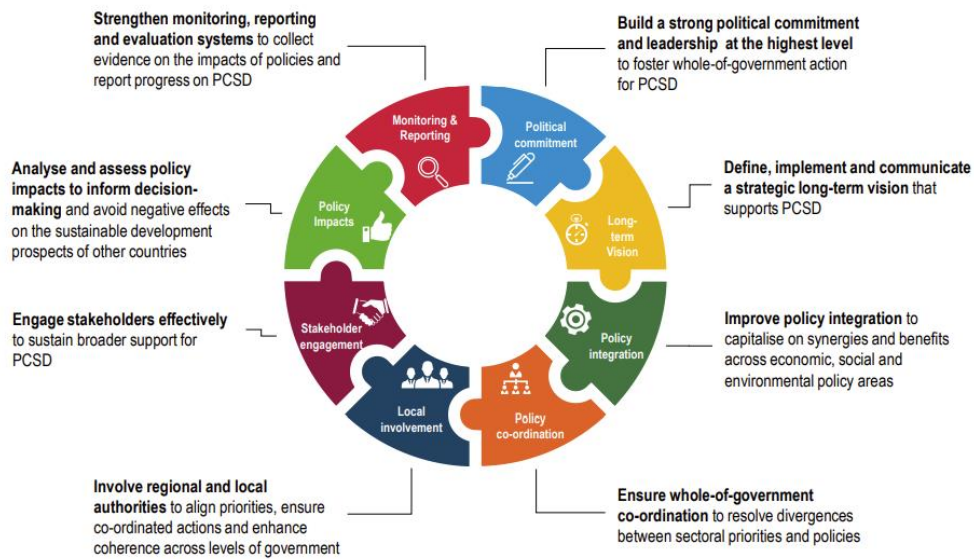 Strengthen monitoring, reporting
and evaluation systems to collect
evidence on the impacts of policies and
report progress on PCSD
Build a strong political commitment
and leadership at the highest level
to foster whole-of-government action
for PCSD
Monitoring &
Reporting
Political
commitment
Analyse and assess policy
impacts to inform decision-
making and avoid negative effects
on the sustainable development
prospects of other countries
Policy
Impacts
Long-
term
Vision
Define, implement and communicate
a strategic long-term vision that
supports PCSD
Engage stakeholders effectively
to sustain broader support for
PCSD
Stakeholder
engagement
Policy
integration
Improve policy integration to
capitalise on synergies and benefits
across economic, social and
environmental policy areas
Local
involvement
Policy
co-ordination
Involve regional and local
authorities to align priorities, ensure
co-ordinated actions and enhance
coherence across levels of government
Ensure whole-of-government
co-ordination to resolve divergences
between sectoral priorities and policies